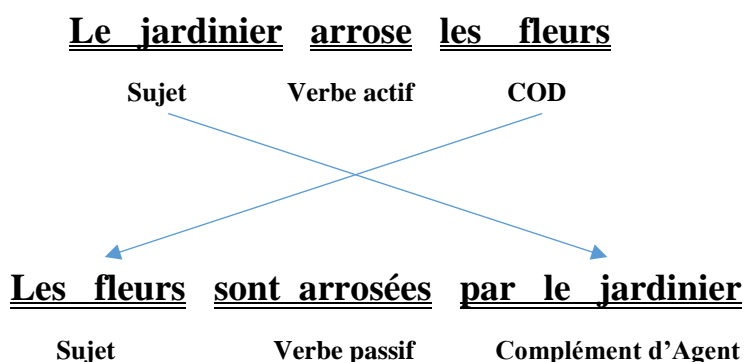 Le jardinier arrose les fleurs
Sujet Verbe actif COD
Les fleurs sont arrosées par le jardinier
Sujet Verbe passif Complément d'Agent